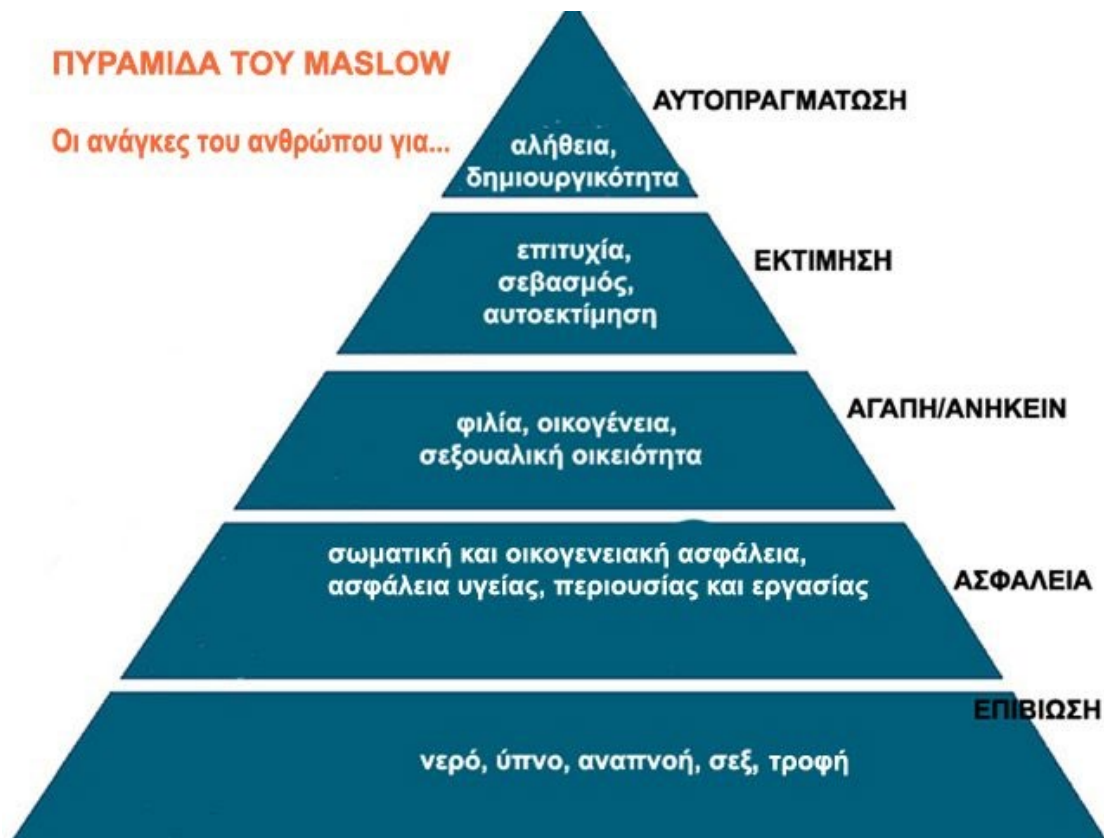 ΠΥΡΑΜΙΔΑ ΤΟΥ MASLOW
Οι ανάγκες του ανθρώπου για...
ΑΥΤΟΠΡΑΓΜΑΤΩΣΗ
αλήθεια,
δημιουργικότητα
ΕΚΤΙΜΗΣΗ
επιτυχία,
σεβασμός,
αυτοεκτίμηση
ΑΓΑΠΗ/ΑΝΗΚΕΙΝ
φιλία, οικογένεια,
σεξουαλική οικειότητα
ΑΣΦΑΛΕΙΑ
σωματική και οικογενειακή ασφάλεια,
ασφάλεια υγείας, περιουσίας και εργασίας
ΕΠΙΒΙΩΣΗ
νερό, ύπνο, αναπνοή, σεξ, τροφή